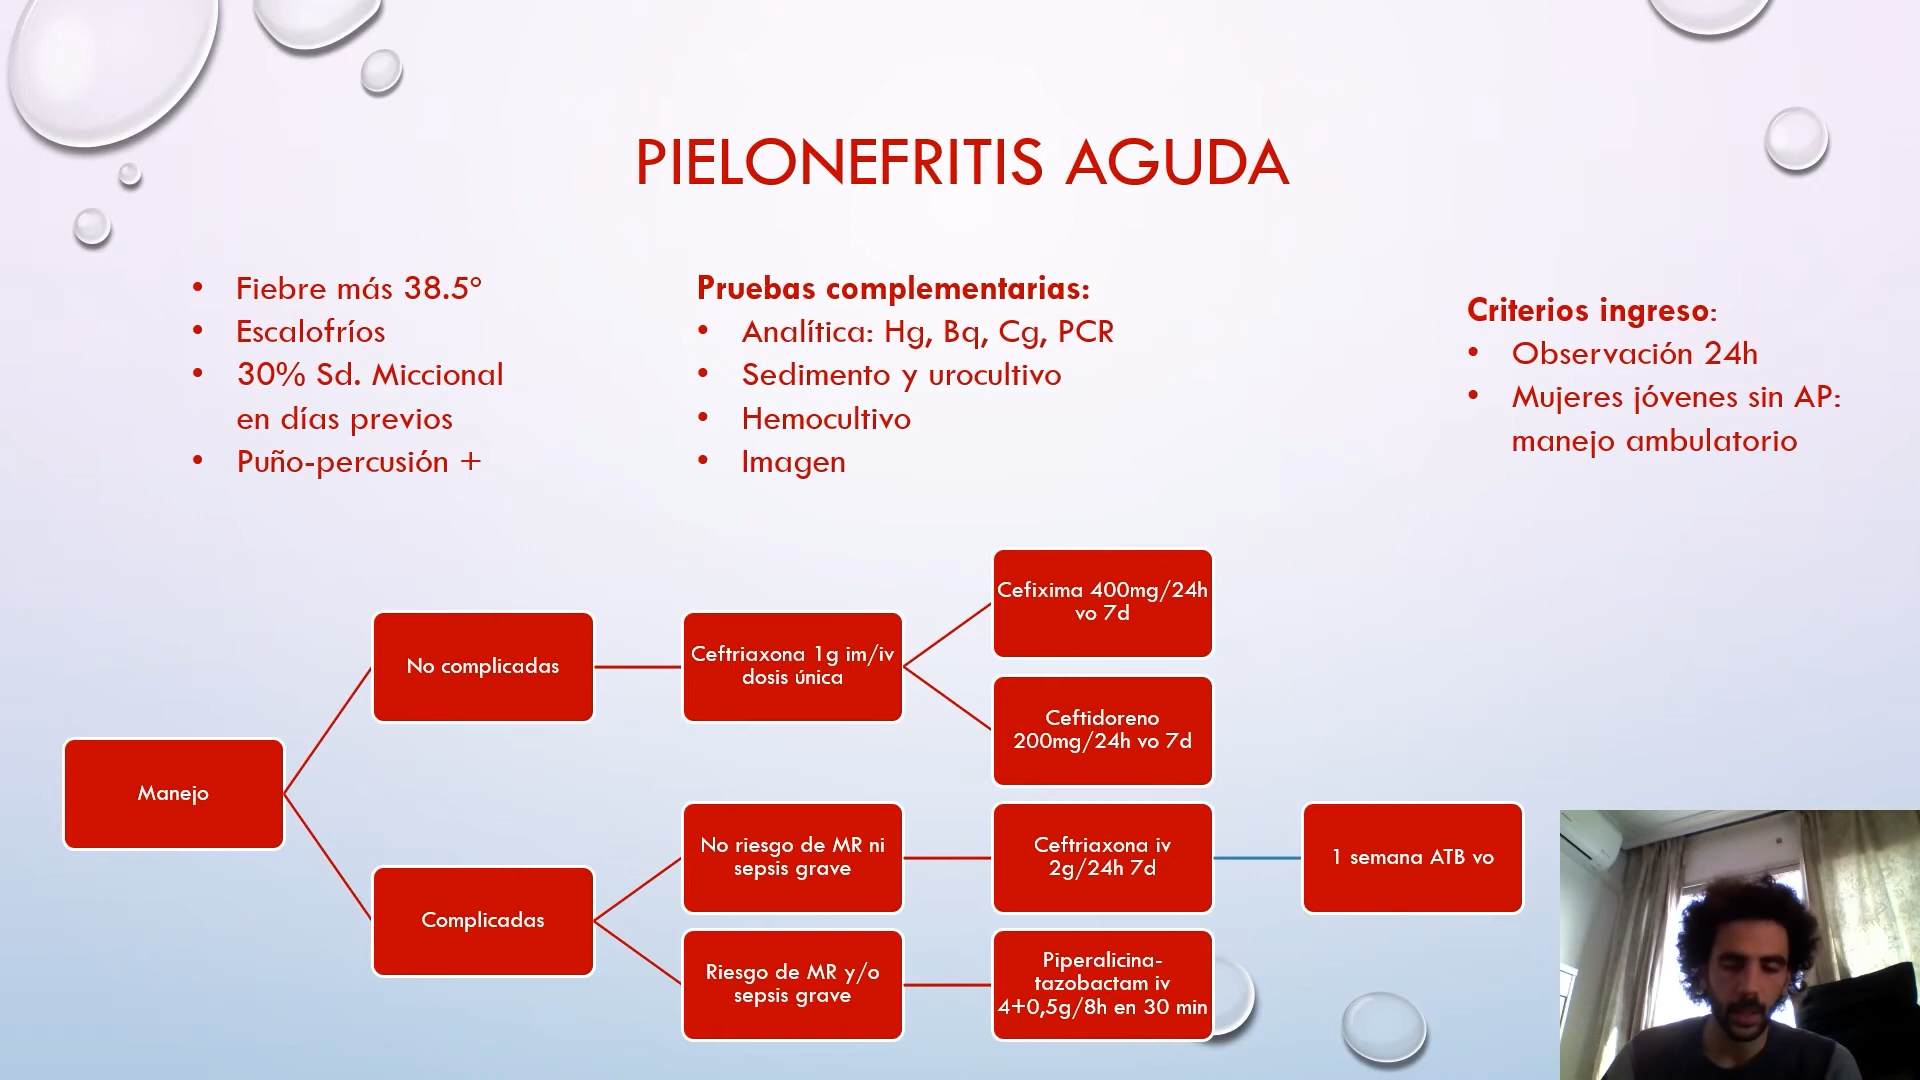 PIELONEFRITIS AGUDA
• Fiebre más 38.5º
• Escalofríos
• 30% Sd. Miccional
en días previos
• Puño-percusión +
Pruebas complementarias:
• Analítica: Hg, Bq, Cg, PCR
• Sedimento y urocultivo
• Hemocultivo
• Imagen
Criterios ingreso:
• Observación 24h
• Mujeres jóvenes sin AP:
manejo ambulatorio
Manejo
No complicadas
Ceftriaxona 1g im/iv
dosis única
Cefixima 400mg/24h
vo 7d
Ceftidoreno
200mg/24h vo 7d
Complicadas
No riesgo de MR ni
sepsis grave
Ceftriaxona iv
2g/24h 7d
1 semana ATB vo
Riesgo de MR y/o
sepsis grave
Piperalicina-
tazobactam iv
4+0,5g/8h en 30 min